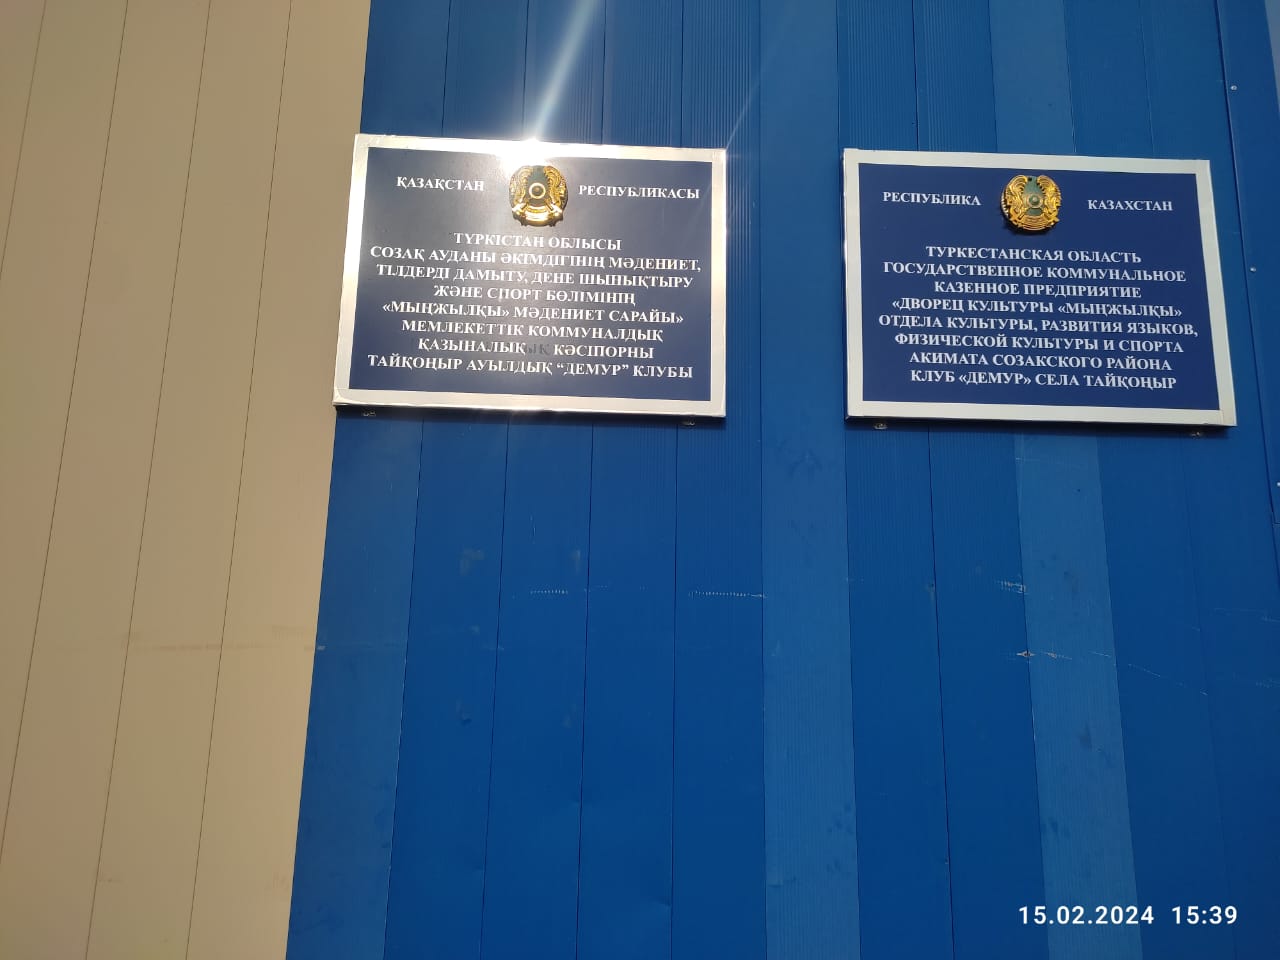 ҚАЗАҚСТАН РЕСПУБЛИКАСЫ
ТҮРКІСТАН ОБЛЫСЫ
СОЗАҚ АУДАНЫ ӘКІМДІГІНІҢ МӘДЕНИЕТ,
ТІЛДЕРДІ ДАМЫТУ, ДЕНЕ ШЫНЫҚТЫРУ
ЖӘНЕ СПОРТ БӨЛІМІНІҢ
«МЫҢЖЫЛҚЫ» МӘДЕНИЕТ САРАЙЫ»
МЕМЛЕКЕТТІК КОММУНАЛДЫҚ
ҚАЗЫНАЛЫҚ КӘСІПОРНЫ
ТАЙҚОҢЫР АУЫЛДЫҚ “ДЕМУР” КЛУБЫ
РЕСПУБЛИКА КАЗАХСТАН
ТУРКЕСТАНСКАЯ ОБЛАСТЬ
ГОСУДАРСТВЕННОЕ КОММУНАЛЬНОЕ
КАЗЕННОЕ ПРЕДПРИЯТИЕ
«ДВОРЕЦ КУЛЬТУРЫ «МЫҢЖЫЛҚЫ»
ОТДЕЛА КУЛЬТУРЫ, РАЗВИТИЯ ЯЗЫКОВ,
ФИЗИЧЕСКОЙ КУЛЬТУРЫ И СПОРТА
АКИМАТА СОЗАКСКОГО РАЙОНА
КЛУБ «ДЕМУР» СЕЛА ТАЙҚОҢЫР
15.02.2024 15:39